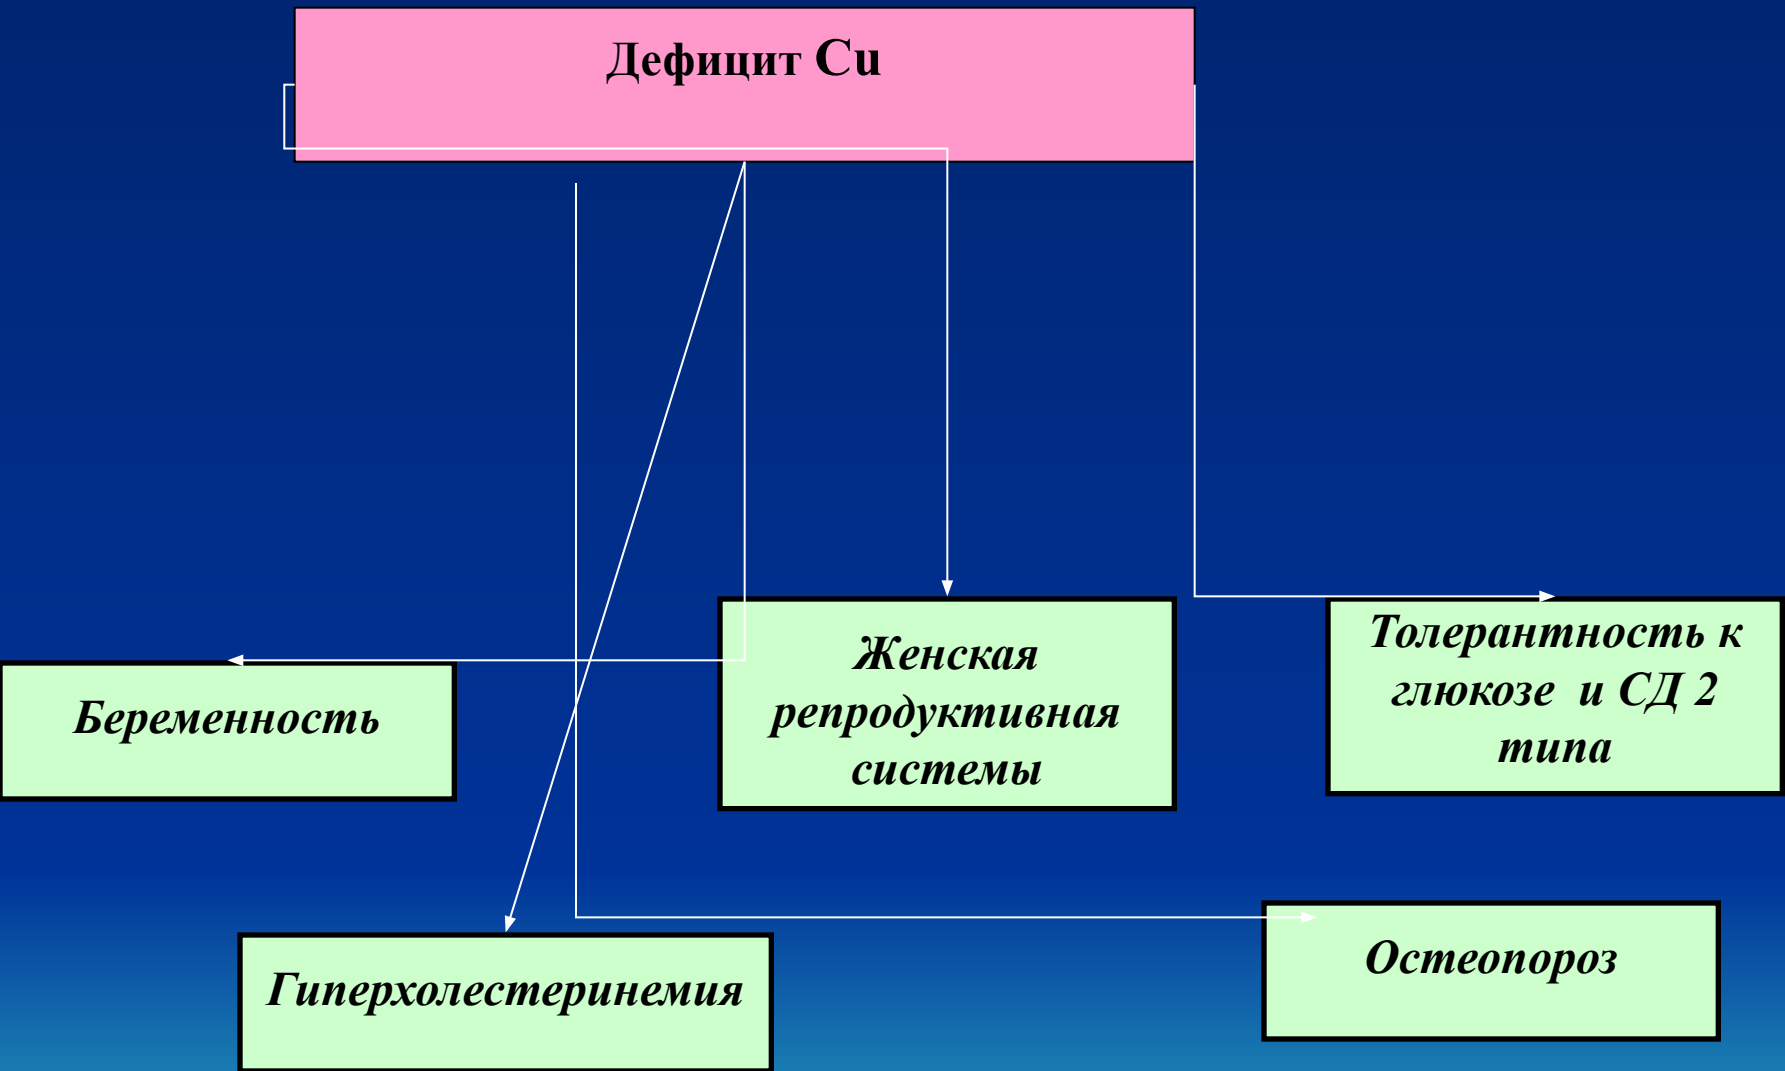 Дефицит Cu
Женская
репродуктивная
системы
Толерантность к
глюкозе и СД 2
типа
Беременность
Гиперхолестеринемия
Остеопороз